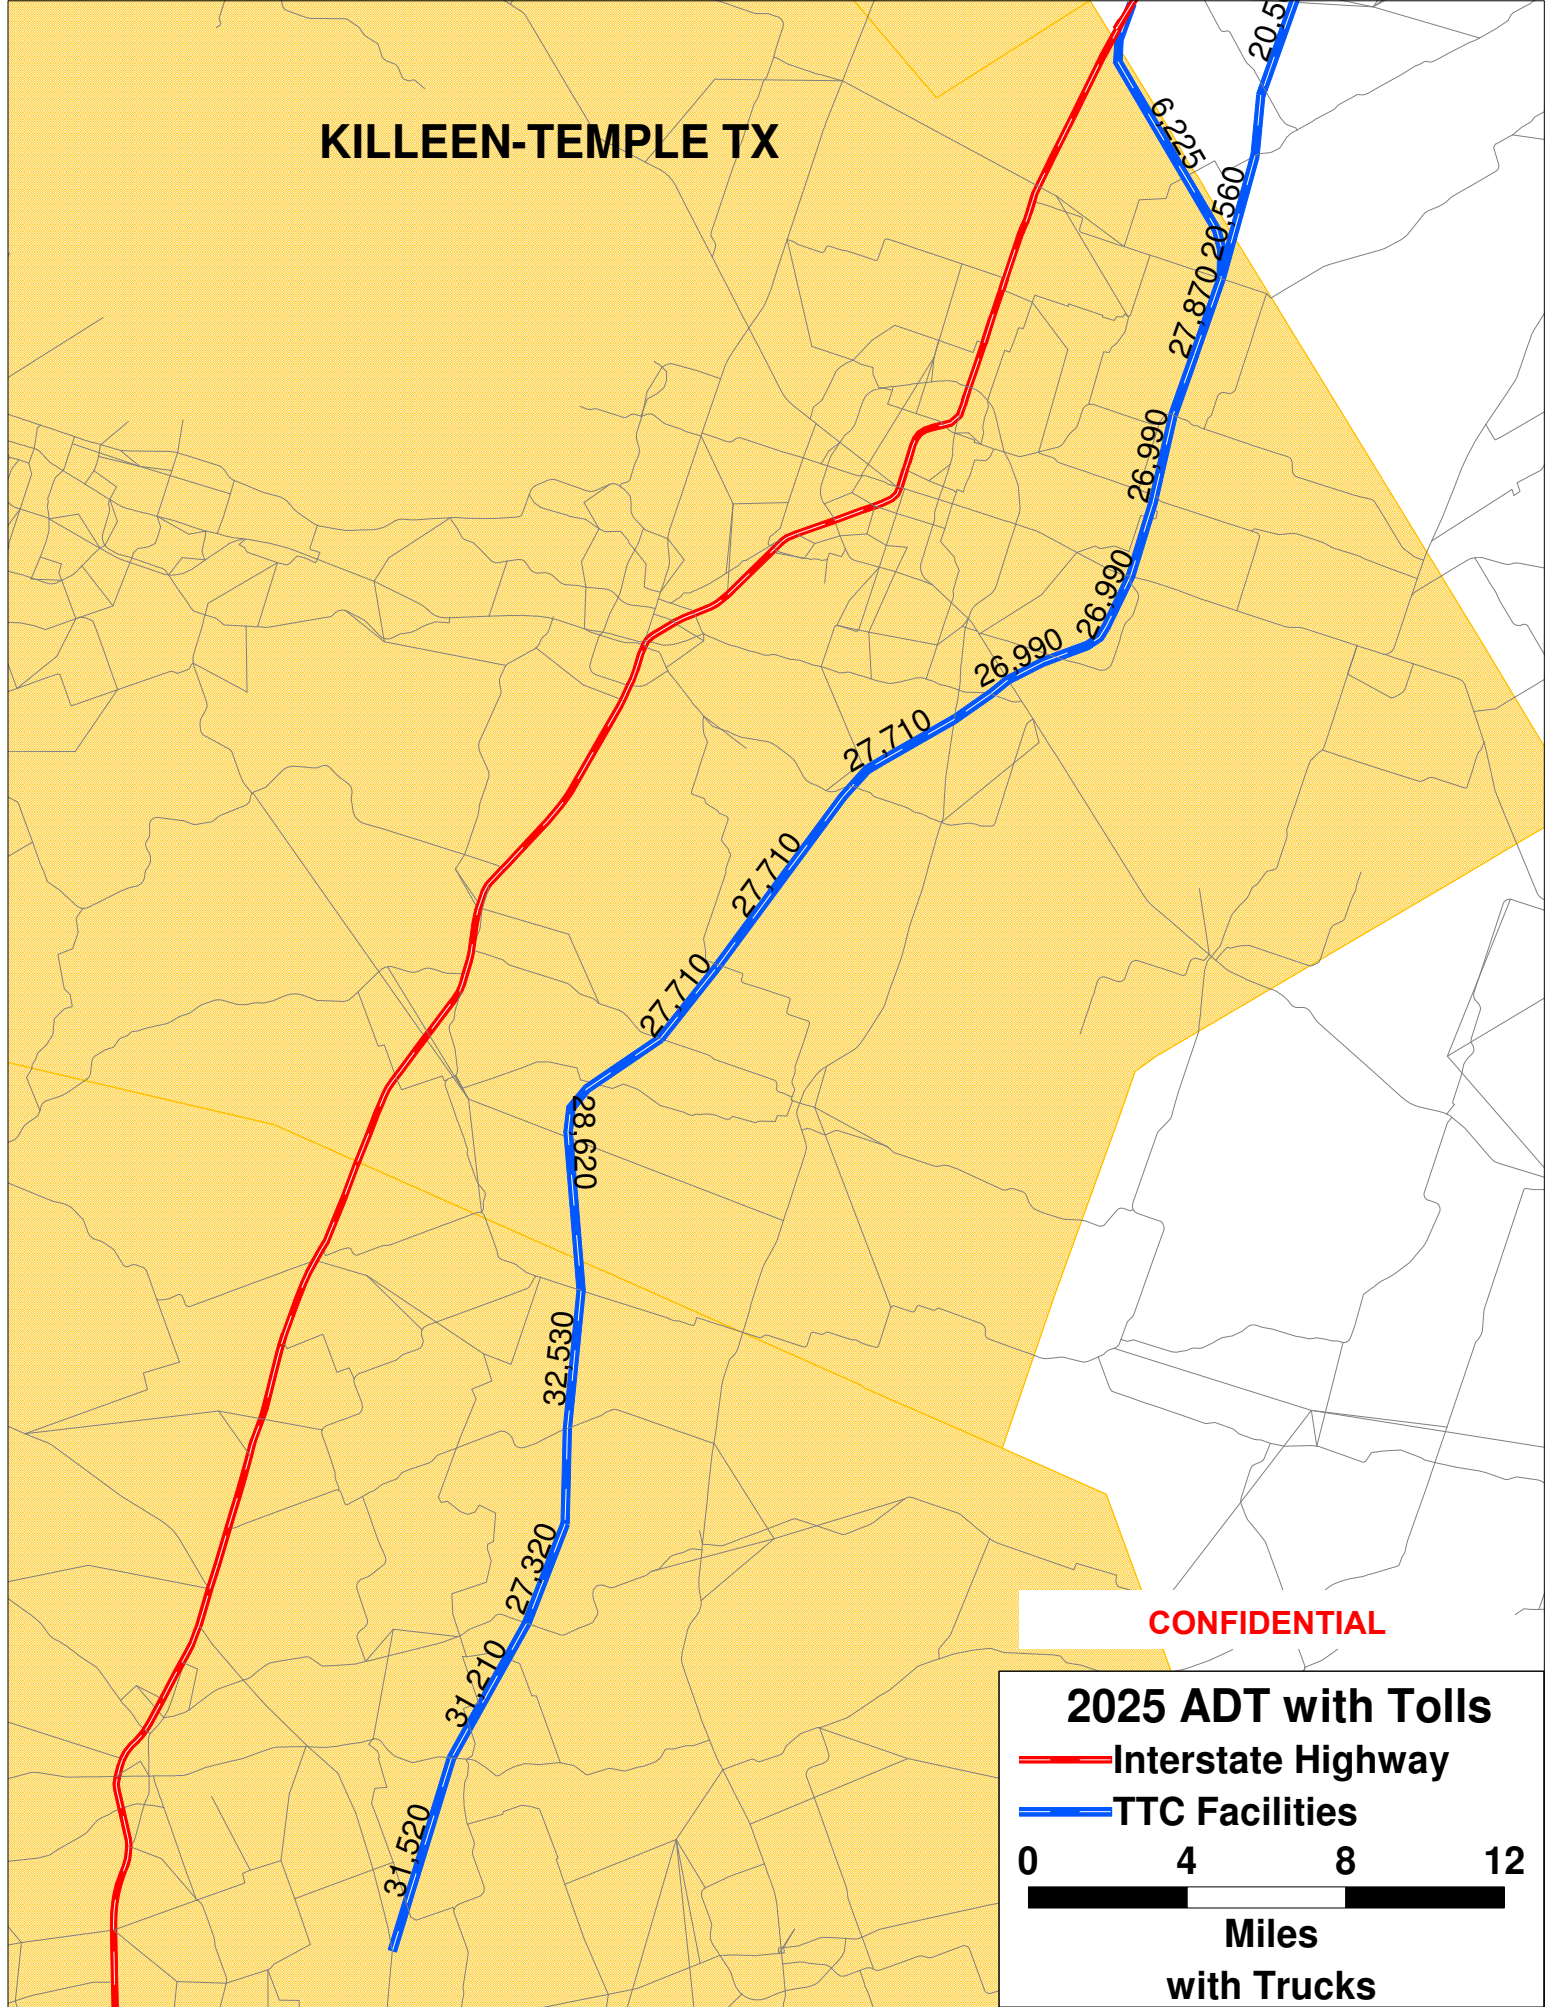 20,5
6,225
KILLEEN-TEMPLE TX
20,560
27,870
26,990
26,990
26,990
27,710
27,710
27,710
28,620
32,530
27,320
31,210
31,520
CONFIDENTIAL
2025 ADT with Tolls
Interstate Highway
TTC Facilities
0 4 8 12
Miles
with Trucks